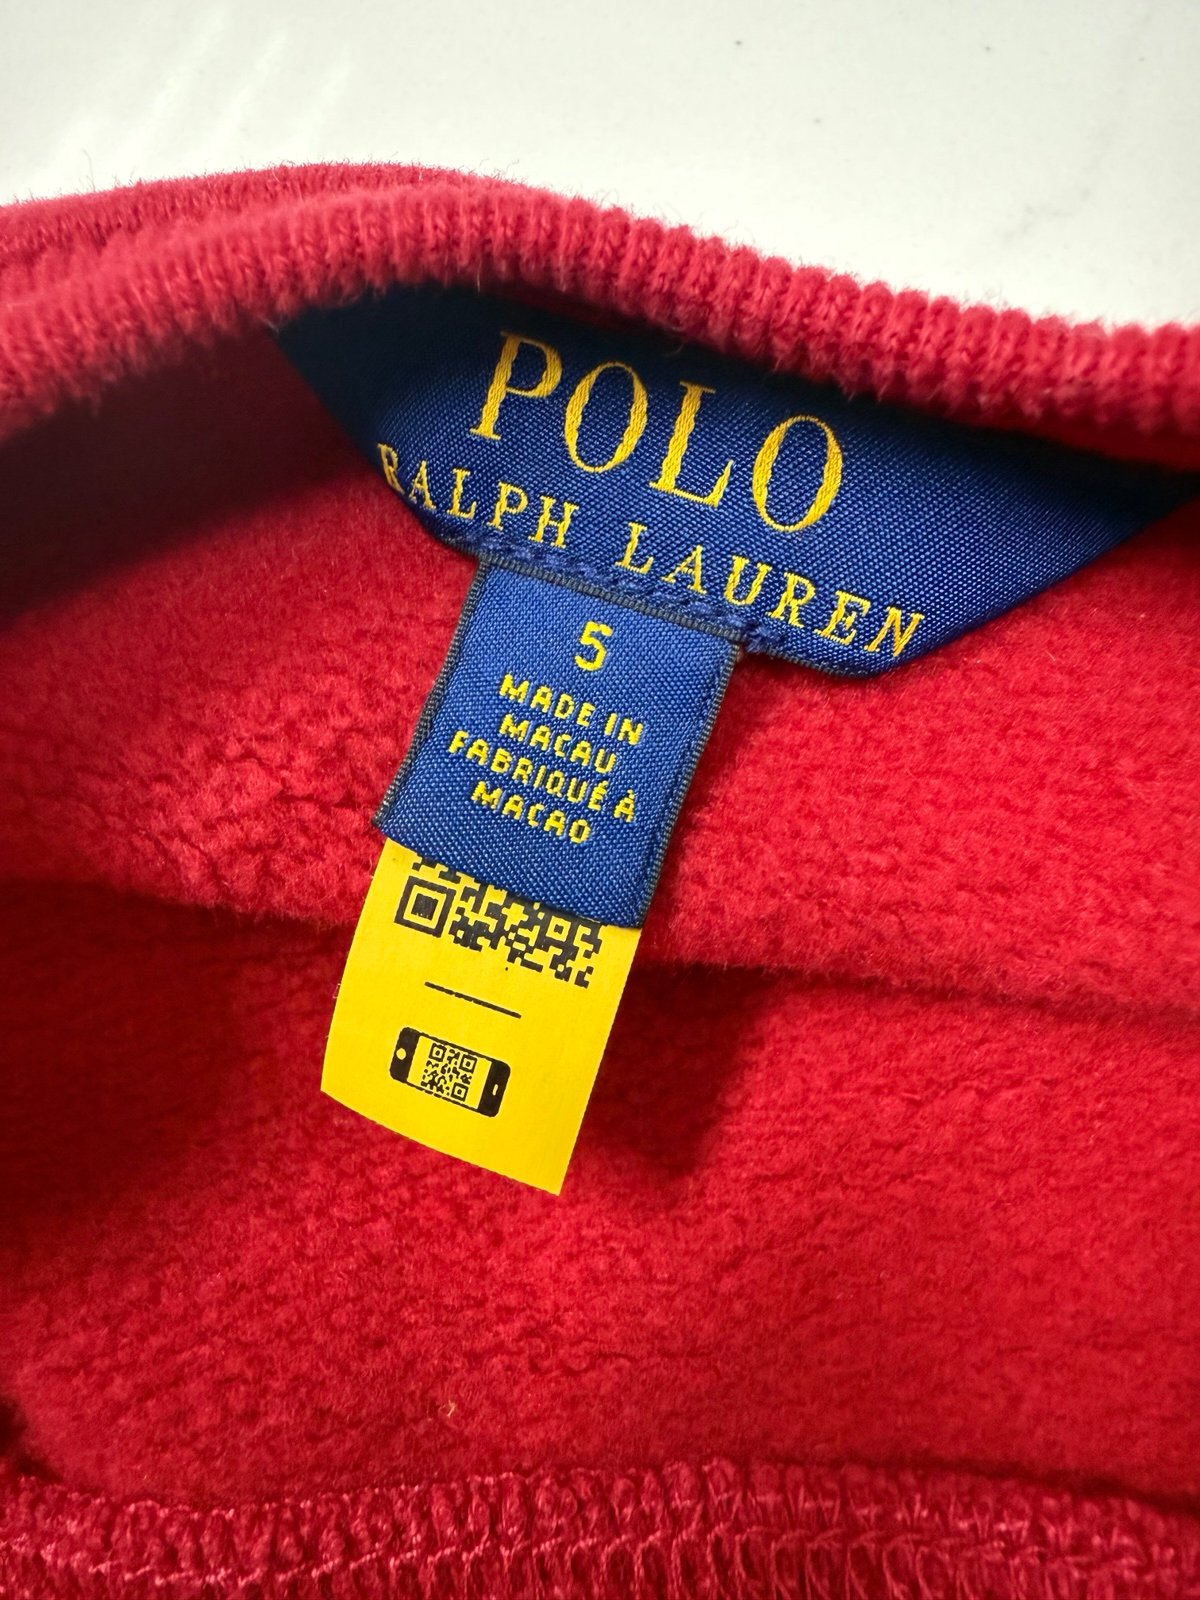 POLO
RALPH LAUREN
5
MADE IN
MACAU
FABRIQUÉ À
MACAO